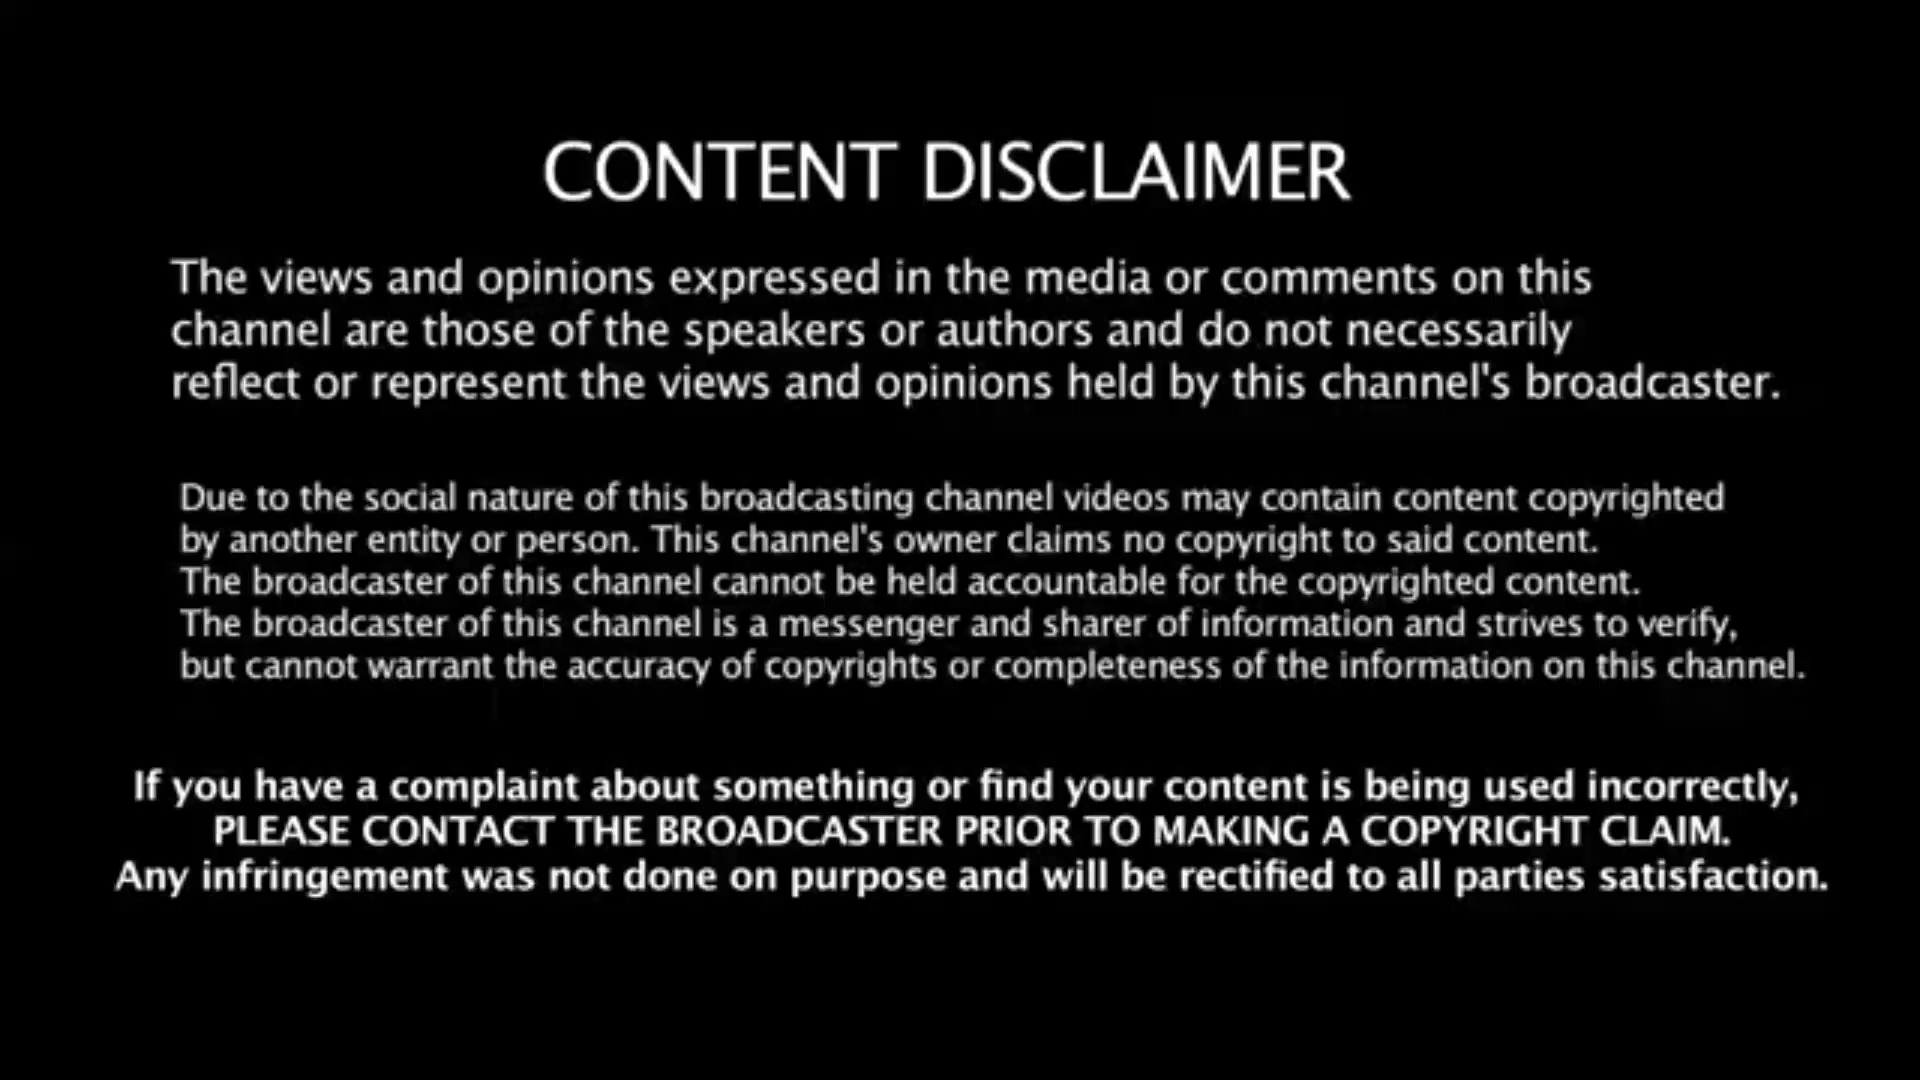 CONTENT DISCLAIMER
The views and opinions expressed in the media or comments on this
channel are those of the speakers or authors and do not necessarily
reflect or represent the views and opinions held by this channel's broadcaster.
Due to the social nature of this broadcasting channel videos may contain content copyrighted
by another entity or person. This channel's owner claims no copyright to said content.
The broadcaster of this channel cannot be held accountable for the copyrighted content.
The broadcaster of this channel is a messenger and sharer of information and strives to verify,
but cannot warrant the accuracy of copyrights or completeness of the information on this channel.
If you have a complaint about something or find your content is being used incorrectly,
PLEASE CONTACT THE BROADCASTER PRIOR TO MAKING A COPYRIGHT CLAIM.
Any infringement was not done on purpose and will be rectified to all parties satisfaction.